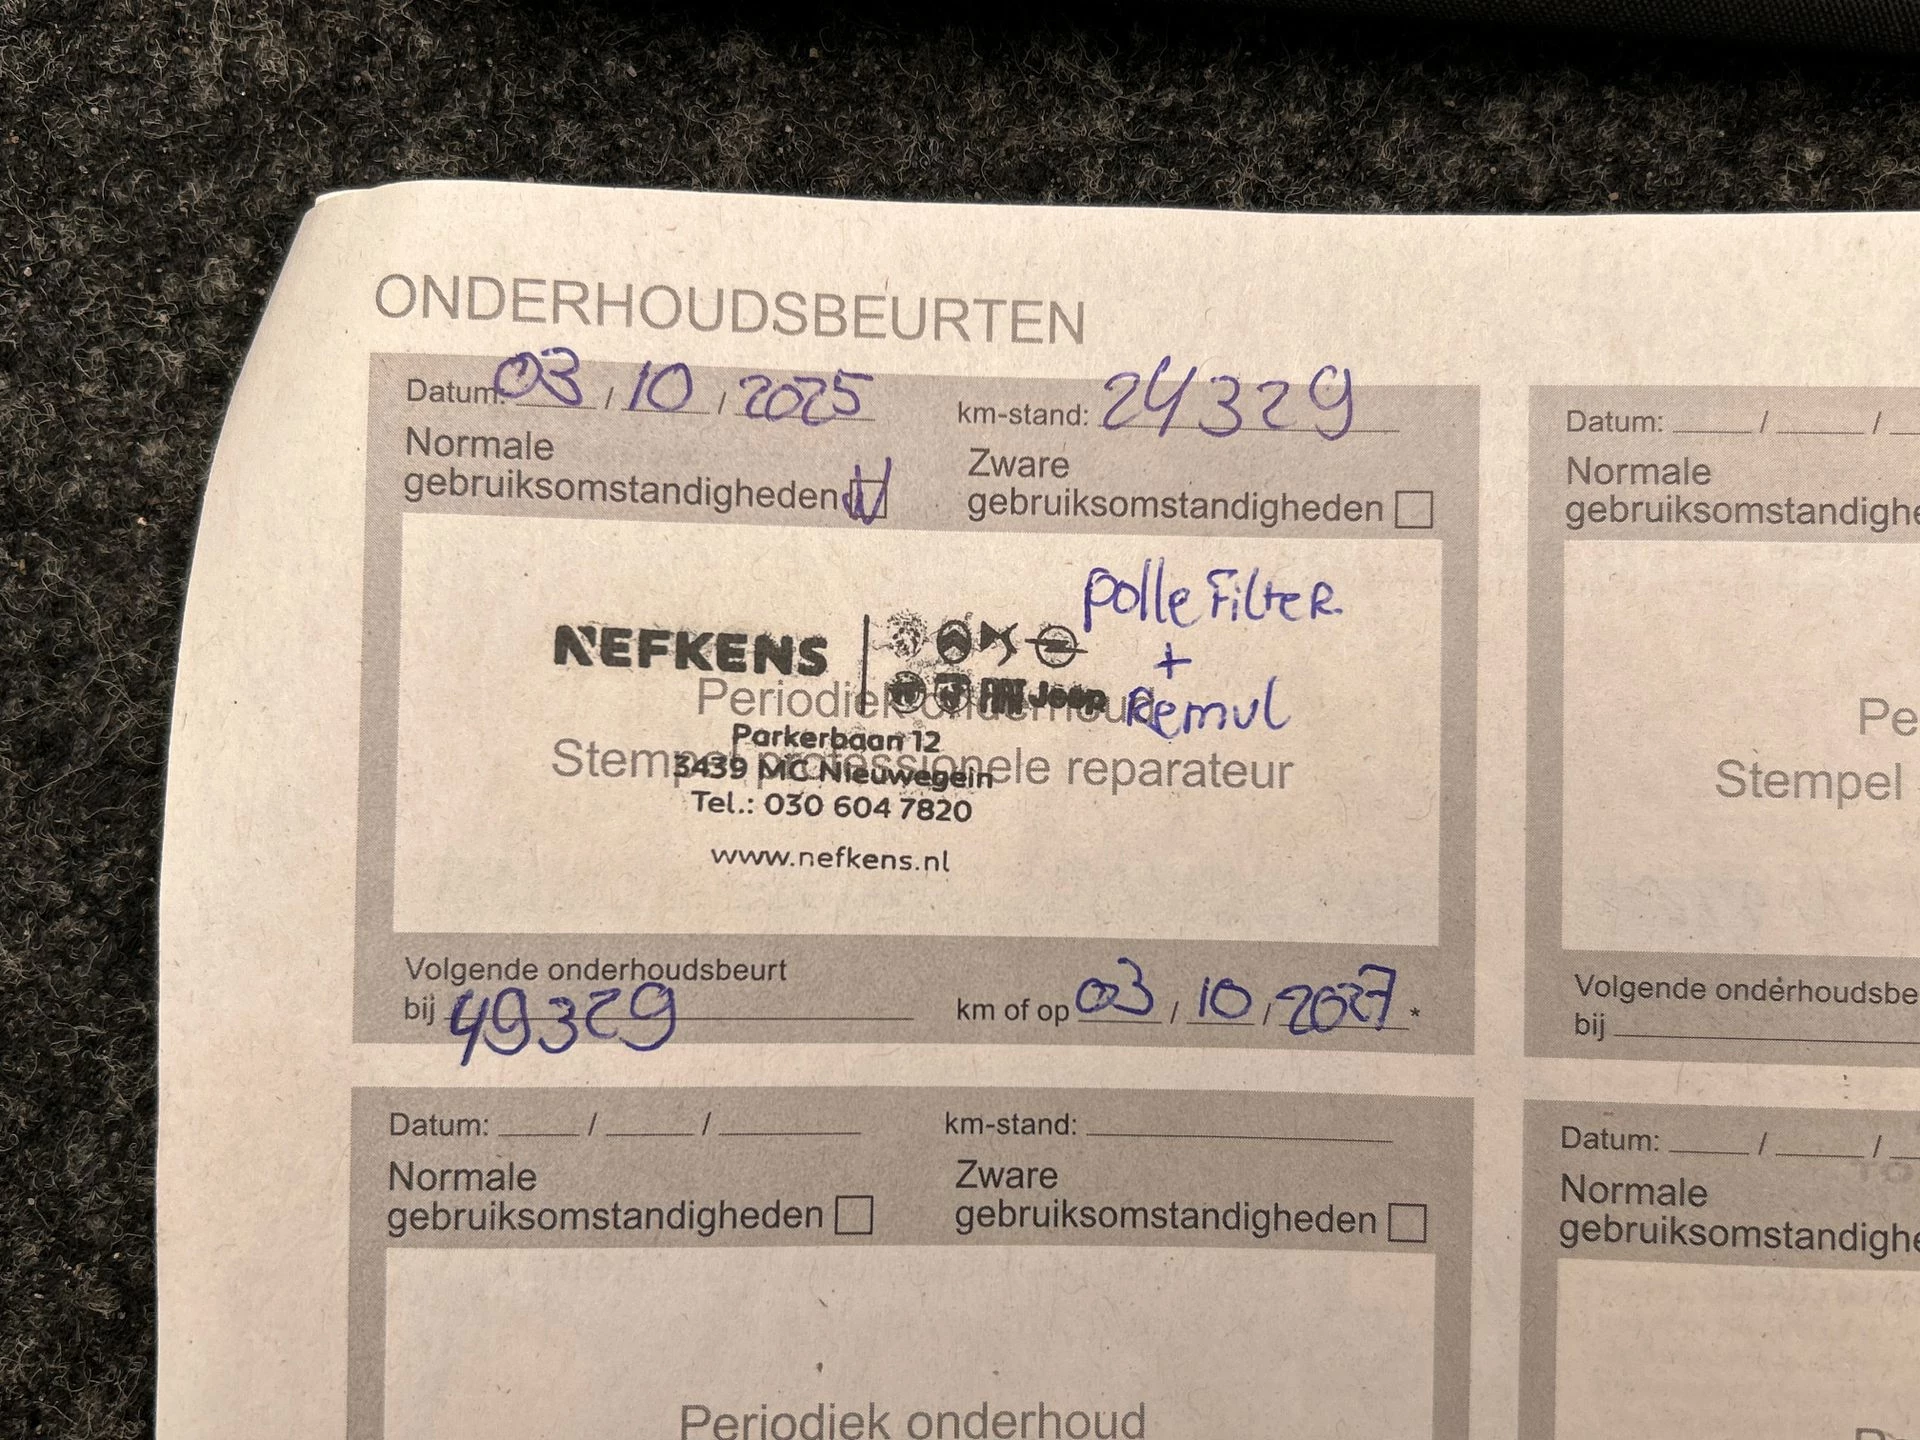 ONDERHOUDSBEURTEN
Datum: 03 / 10 / 2025 km-stand: 24329
Normale
gebruiksomstandigheden
Zware
gebruiksomstandigheden
polleFilteR.
+
Remul
NEFKENS
Jeep
Periodiek onderhoud
Stempel professionele reparateur
Parkerbaan 12
3439 MC Nieuwegein
Tel.: 030 604 7820
www.nefkens.nl
Volgende onderhoudsbeurt
bij 49329 km of op 03 / 10 / 2027 *
Datum: / /
Normale
gebruiksomstandighe
Pe
Stempel
Volgende onderhoudsbe
bij
Datum: / / km-stand:
Normale
gebruiksomstandigheden
Zware
gebruiksomstandigheden
Periodiek onderhoud
Datum: / /
Normale
gebruiksomstandighe